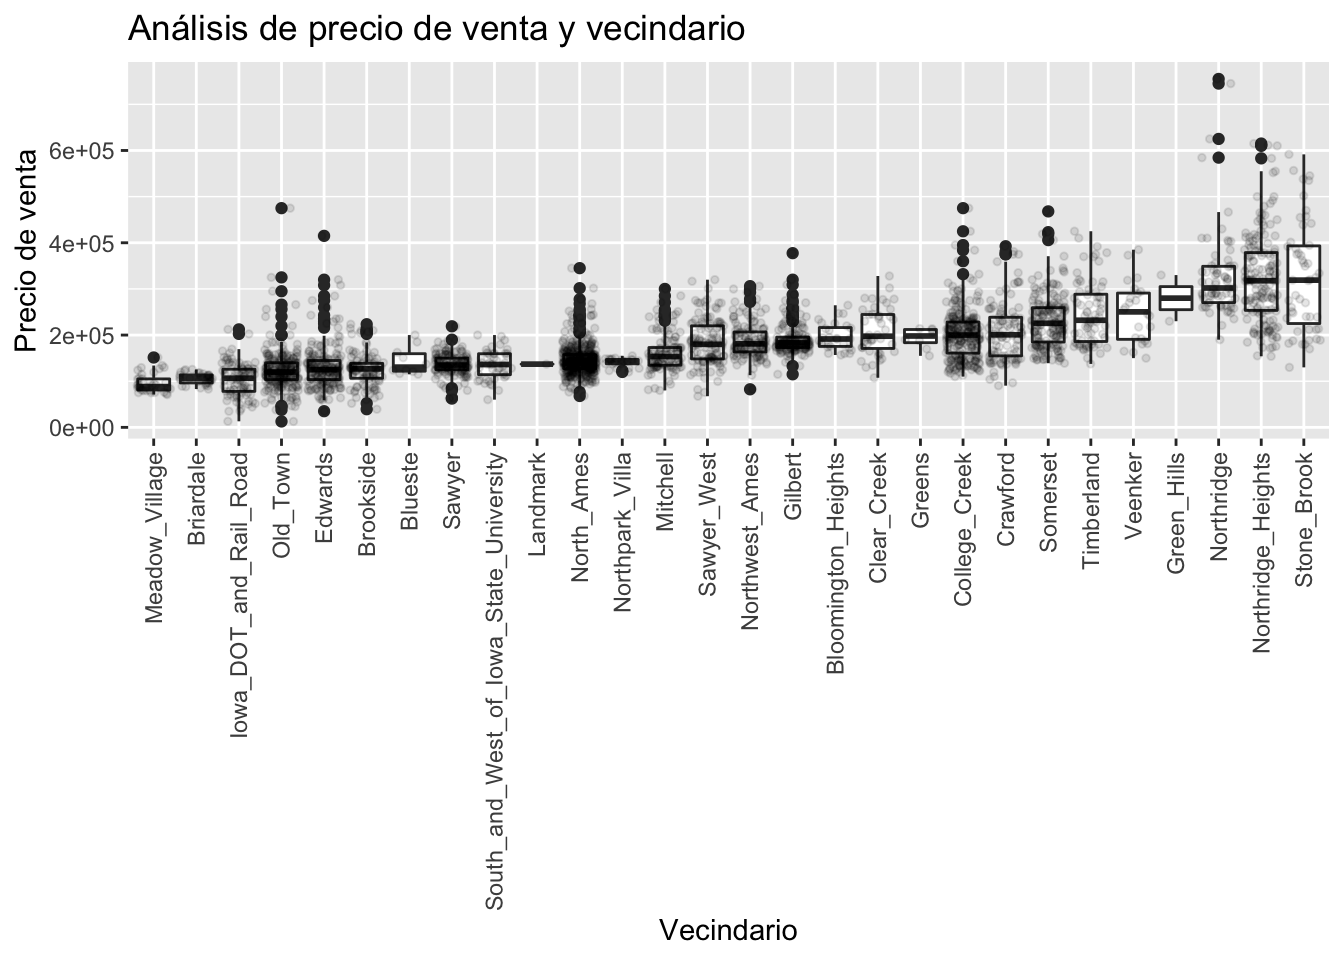 Análisis de precio de venta y vecindario
Precio de venta
6e+05
4e+05
2e+05
0e+00
Meadow_Village
Briardale
Iowa_DOT_and_Rail_Road
Old_Town
Edwards
Brookside
Blueste
Sawyer
South_and_West_of_Iowa_State_University
Landmark
North_Ames
Northpark_Villa
Mitchell
Sawyer_West
Northwest_Ames
Gilbert
Bloomington_Heights
Clear_Creek
Greens
College_Creek
Crawford
Somerset
Timberland
Veenker
Green_Hills
Northridge
Northridge_Heights
Stone_Brook
Vecindario